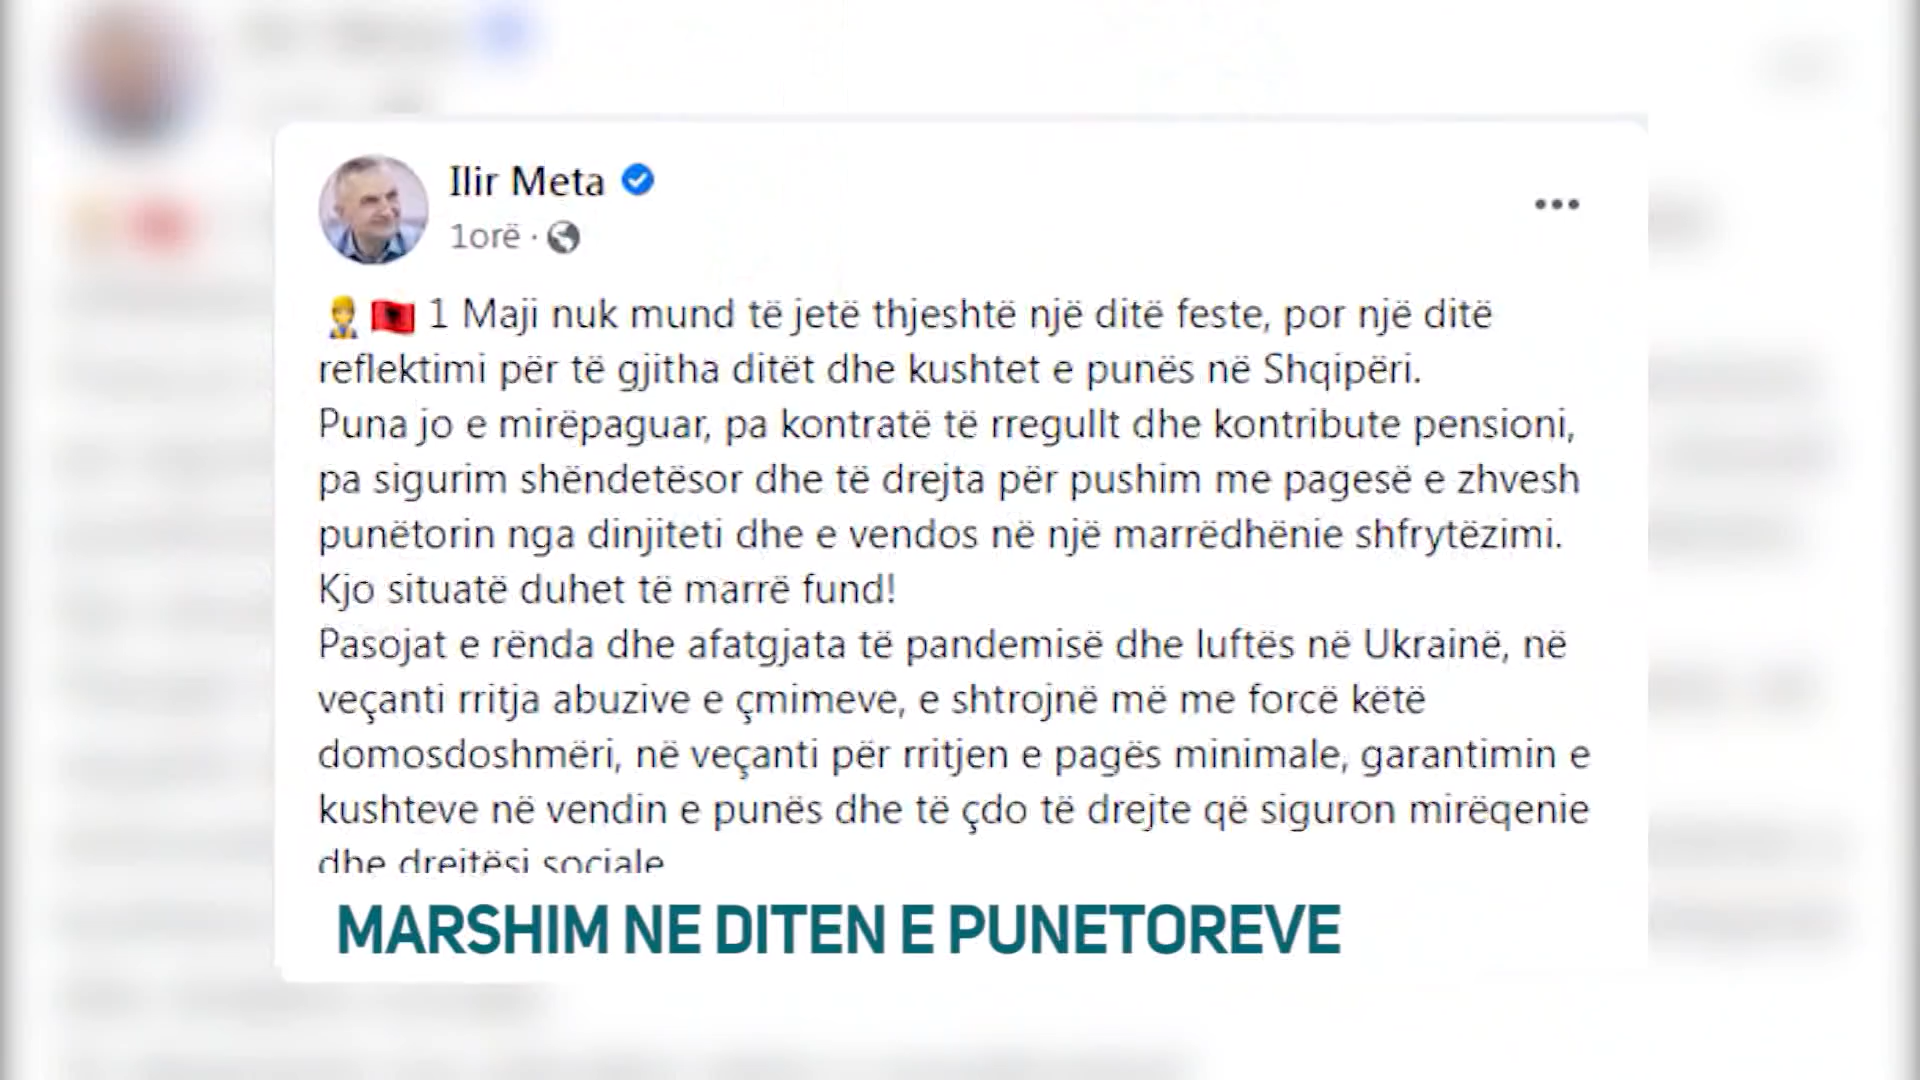 Ilir Meta
1orë
1 Maji nuk mund të jetë thjeshtë një ditë feste, por një ditë
reflektimi për të gjitha ditët dhe kushtet e punës në Shqipëri.
Puna jo e mirëpaguar, pa kontratë të rregullt dhe kontribute pensioni,
pa sigurim shëndetësor dhe të drejta për pushim me pagesë e zhvesh
punëtorin nga dinjiteti dhe e vendos në një marrëdhënie shfrytëzimi.
Kjo situatë duhet të marrë fund!
Pasojat e rënda dhe afatgjata të pandemisë dhe luftës në Ukrainë, në
veçanti rritja abuzive e çmimeve, e shtrojnë më me forcë këtë
domosdoshmëri, në veçanti për rritjen e pagës minimale, garantimin e
kushteve në vendin e punës dhe të çdo të drejte që siguron mirëqenie
dhe drejtësi sociale
MARSHIM NE DITEN E PUNETOREVE